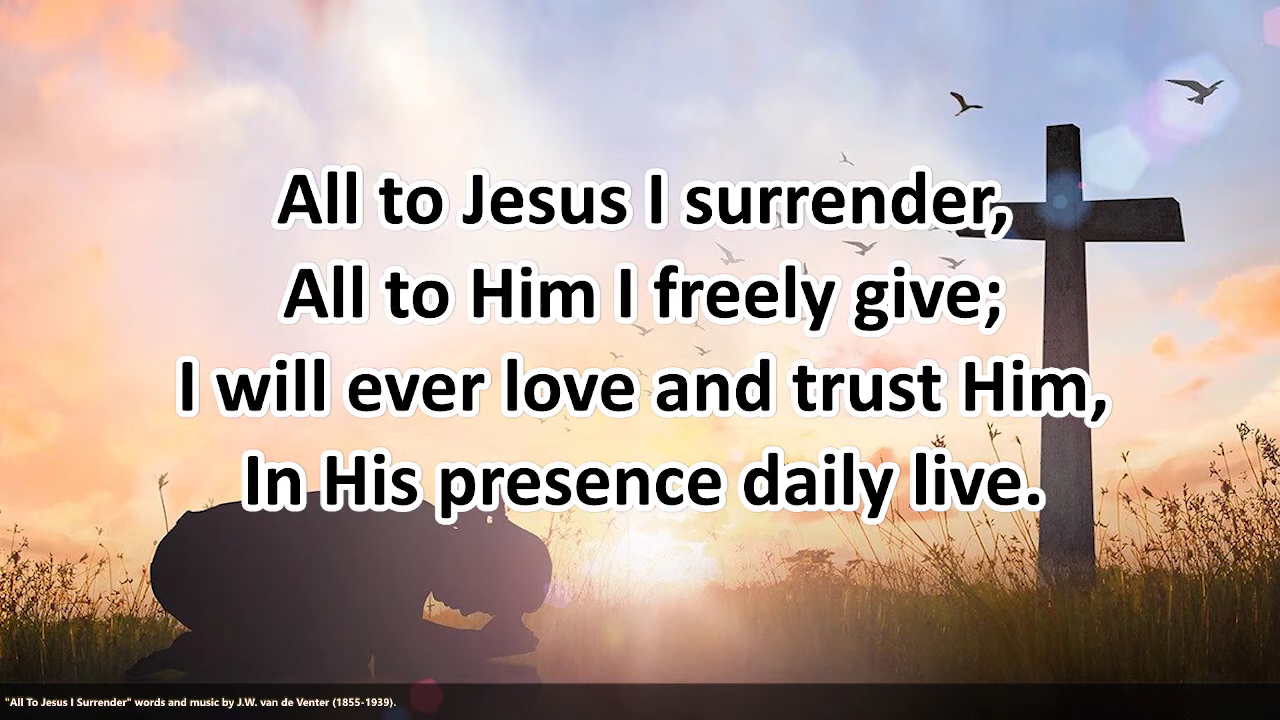 All to Jesus I surrender,
All to Him I freely give;
I will ever love and trust Him,
In His presence daily live.
"All To Jesus I Surrender" words and music by J.W. van de Venter (1855-1939).